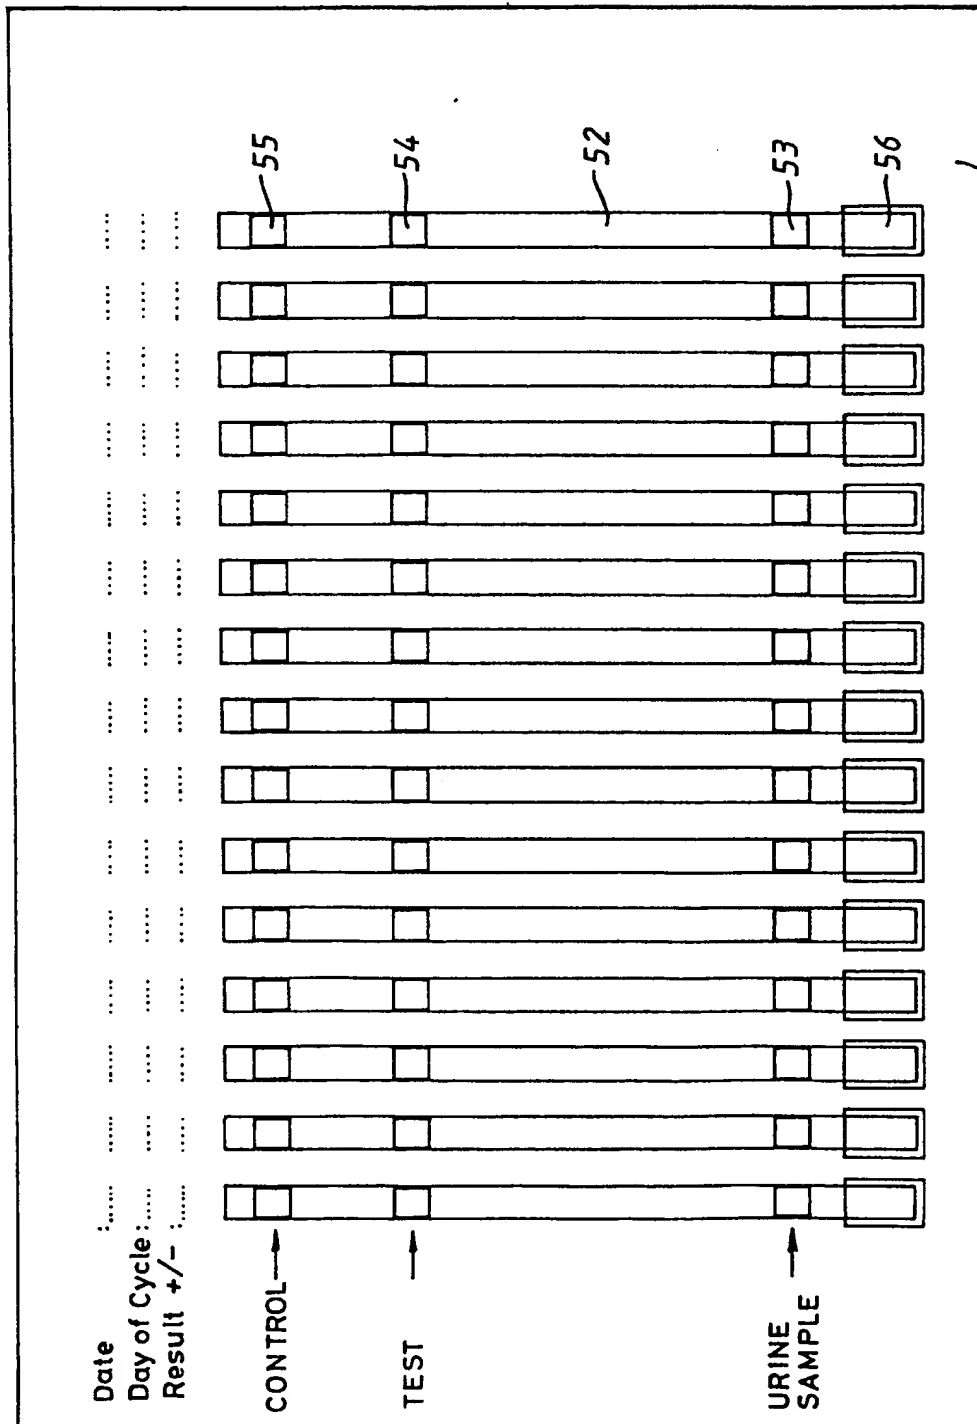 Date :....... ...... ...... ..... ..... ..... ..... ..... ..... ...... ..... ..... ..... ..... .....
Day of Cycle :..... ..... ..... ..... ..... ..... ..... ..... ..... ..... ..... ..... ..... ..... .....
Result +/- :....... ..... ..... ..... ..... ..... ..... ..... ..... ..... ..... ..... ..... ..... .....
CONTROL
55
TEST
54
52
URINE
SAMPLE
53
56